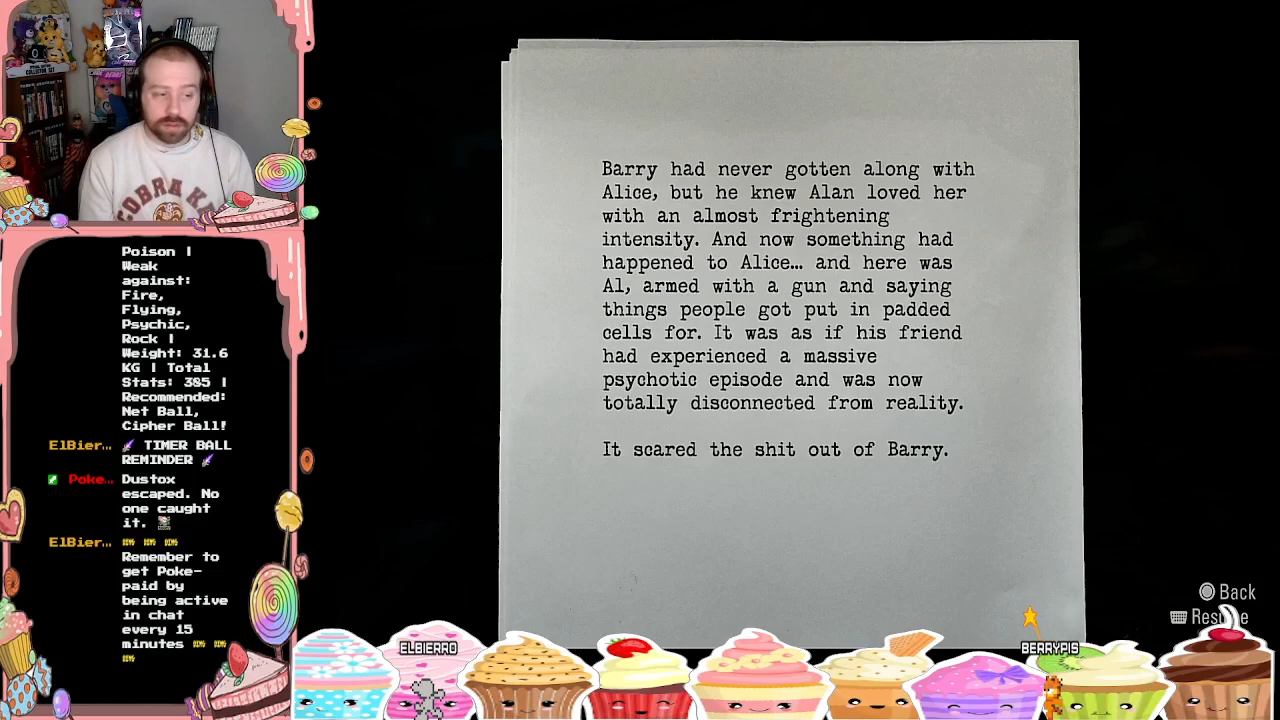 COBRA KAI
Poison |
Weak
against:
Fire,
Flying,
Psychic,
Rock |
Weight: 31.6
KG | Total
Stats: 385 |
Recommended:
Net Ball,
Cipher Ball!
ElBier… TIMER BALL
REMINDER
Poke… Dustox
escaped. No
one caught
it.
ElBier…
Remember to
get Poke-
paid by
being active
in chat
every 15
minutes
Barry had never gotten along with
Alice, but he knew Alan loved her
with an almost frightening
intensity. And now something had
happened to Alice… and here was
Al, armed with a gun and saying
things people got put in padded
cells for. It was as if his friend
had experienced a massive
psychotic episode and was now
totally disconnected from reality.
It scared the shit out of Barry.
Back
ELBIERRO
BERRYPIS